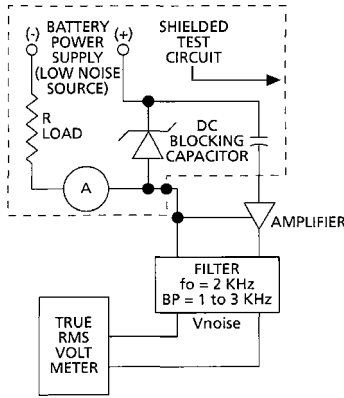 (-)
BATTERY
POWER
SUPPLY
(LOW NOISE
SOURCE)
(+)
SHIELDED
TEST
CIRCUIT
R
LOAD
DC
BLOCKING
CAPACITOR
A
AMPLIFIER
FILTER
fo = 2 KHz
BP = 1 to 3 KHz
Vnoise
TRUE
RMS
VOLT
METER